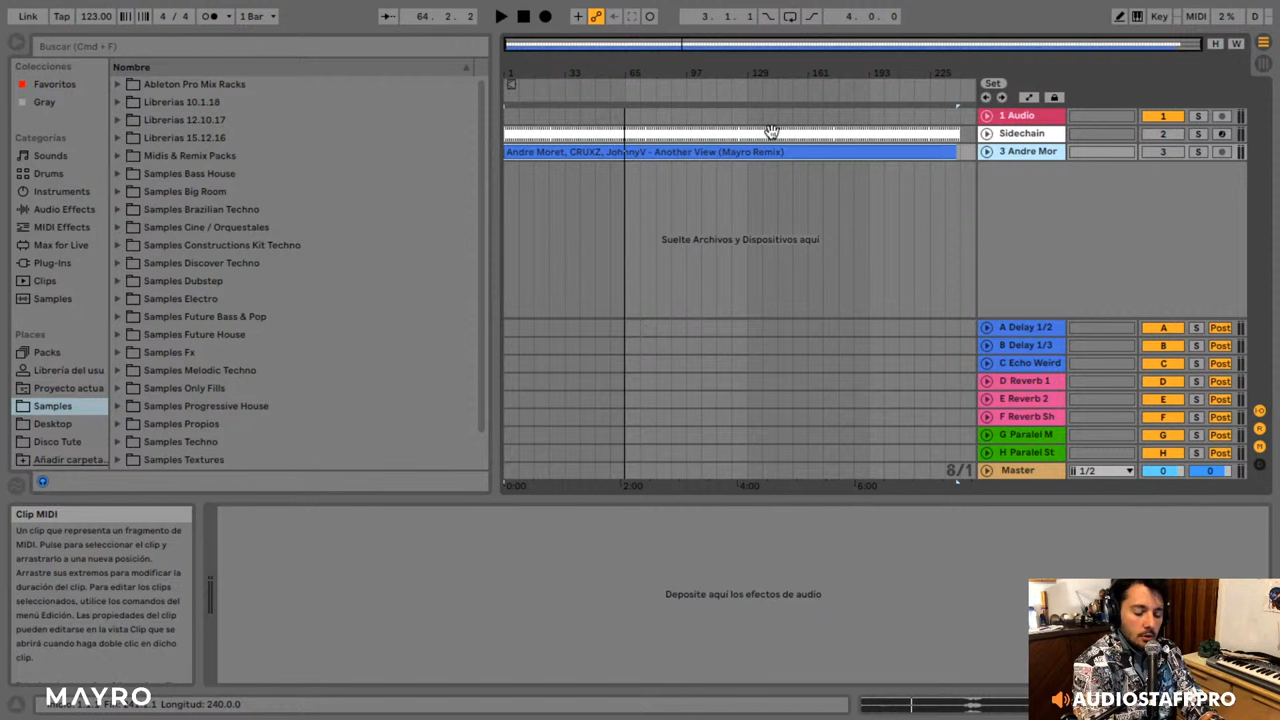 Link Tap 123.00 4 / 4 1 Bar 64. 2. 2 3. 1. 1 4. 0. 0 Key MIDI 2 % D
Buscar (Cmd + F)
H W
Colecciones
Favoritos
Gray
Categorías
Sounds
Drums
Instruments
Audio Effects
MIDI Effects
Max for Live
Plug-Ins
Clips
Samples
Places
Packs
Librería del usu
Proyecto actua
Samples
Desktop
Disco Tute
Añadir carpeta
Nombre
Ableton Pro Mix Racks
Librerias 10.1.18
Librerias 12.10.17
Librerias 15.12.16
Midis & Remix Packs
Samples Bass House
Samples Big Room
Samples Brazilian Techno
Samples Cine / Orquestales
Samples Constructions Kit Techno
Samples Discover Techno
Samples Dubstep
Samples Electro
Samples Future Bass & Pop
Samples Future House
Samples Fx
Samples Melodic Techno
Samples Only Fills
Samples Progressive House
Samples Propios
Samples Techno
Samples Textures
1 33 65 97 129 161 193 225
Set
1 Audio 1 S
Sidechain 2 S
Andre Moret, CRUXZ, JohnnyV - Another View (Mayro Remix)
3 Andre Mor 3 S
Suelte Archivos y Dispositivos aquí
A Delay 1/2 A S Post
B Delay 1/3 B S Post
C Echo Weird C S Post
D Reverb 1 D S Post
E Reverb 2 E S Post
F Reverb Sh F S Post
G Paralel M G S Post
H Paralel St H S Post
8/1
Master 1/2 0 0
0:00 2:00 4:00 6:00
Clip MIDI
Un clip que representa un fragmento de
MIDI. Pulse para seleccionar el clip y
arrastrarlo a una nueva posición.
Arrastre sus extremos para modificar la
duración del clip. Para editar los clips
seleccionados, utilice los comandos del
menú Edición. Las propiedades del clip
pueden editarse en la vista Clip que se
abrirá cuando haga doble clic en dicho
clip.
Deposite aquí los efectos de audio
MAYRO
Longitud: 240.0.0
AUDIOSTAFF.PRO